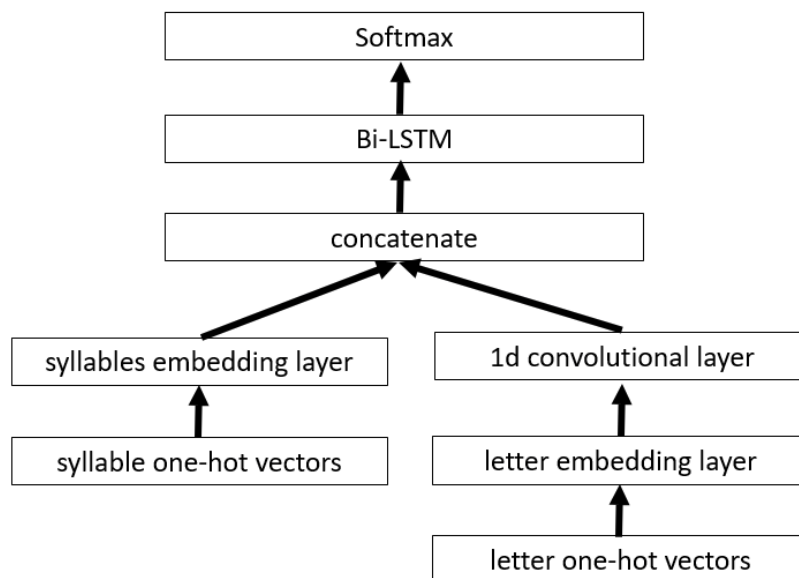 Softmax
Bi-LSTM
concatenate
syllables embedding layer
1d convolutional layer
syllable one-hot vectors
letter embedding layer
letter one-hot vectors